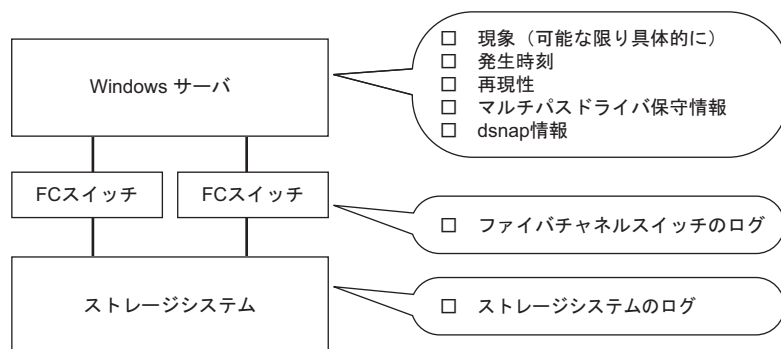 Windows サーバ
□ 現象（可能な限り具体的に）
□ 発生時刻
□ 再現性
□ マルチパスドライバ保守情報
□ dsnap情報
FCスイッチ
FCスイッチ
□ ファイバチャネルスイッチのログ
ストレージシステム
□ ストレージシステムのログ